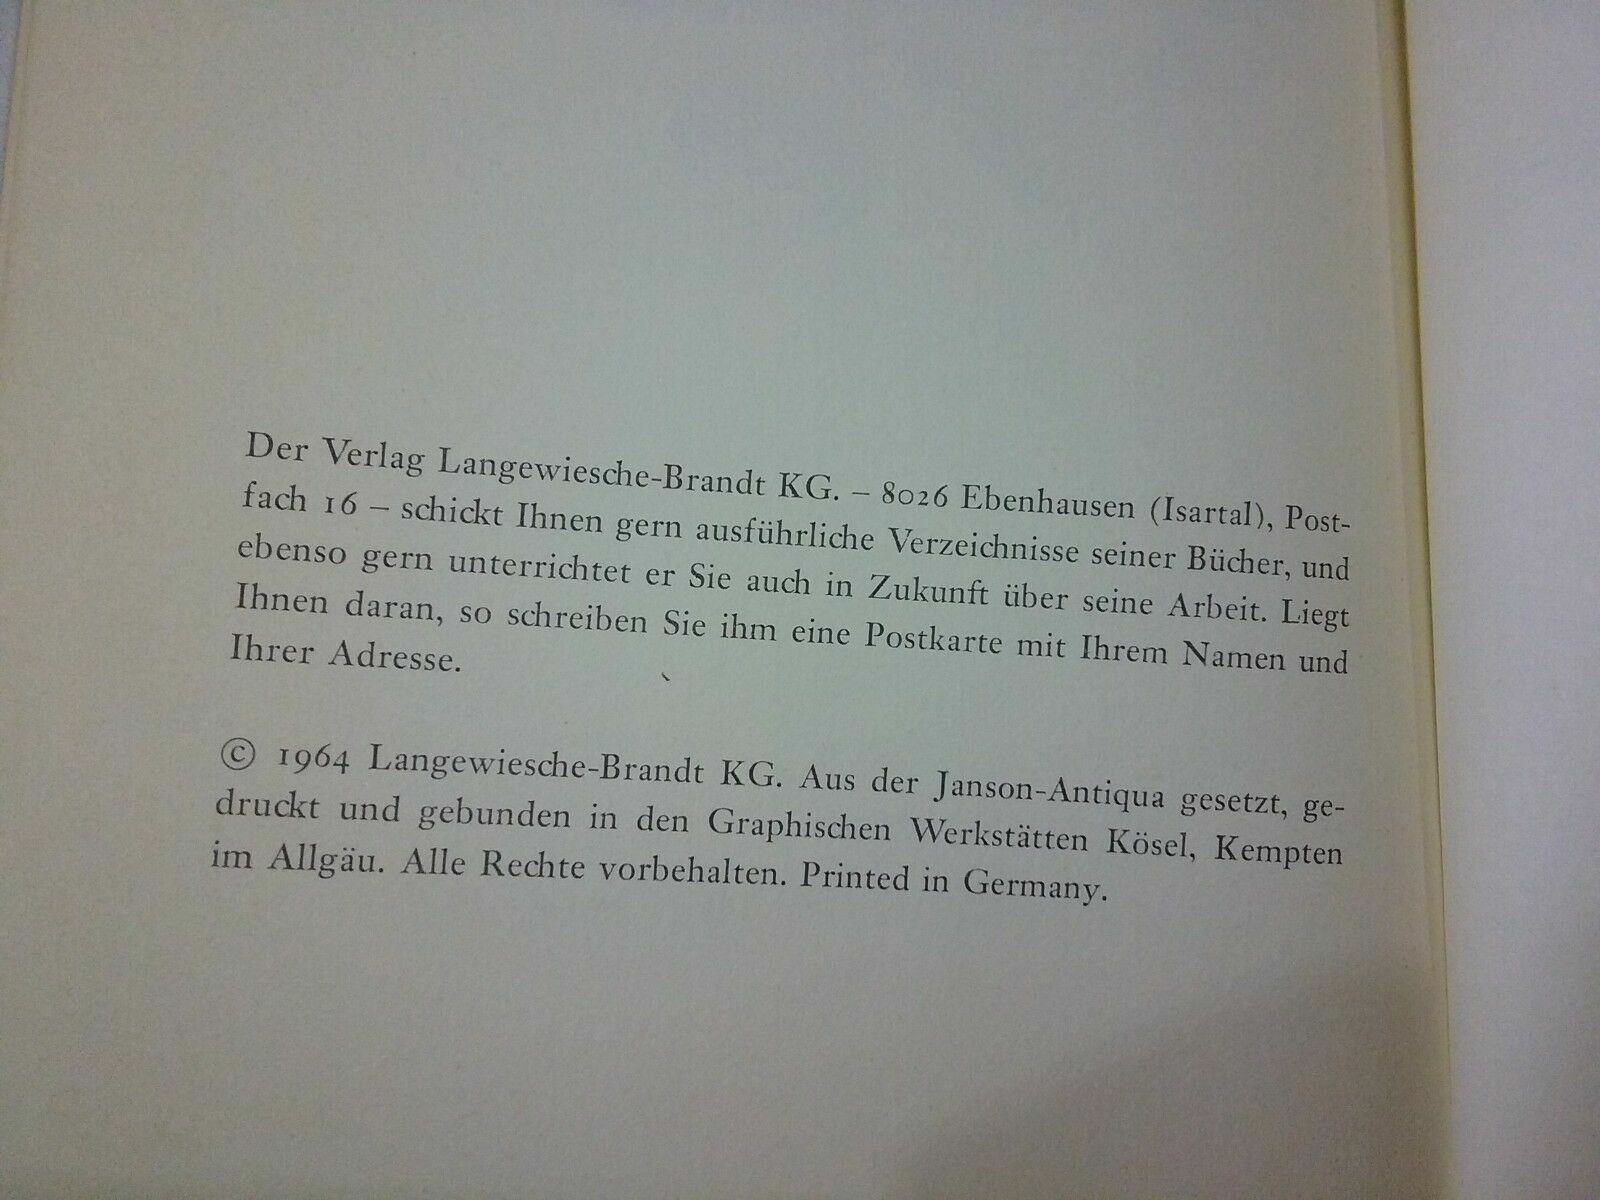 Der Verlag Langewiesche-Brandt KG. – 8026 Ebenhausen (Isartal), Post-
fach 16 – schickt Ihnen gern ausführliche Verzeichnisse seiner Bücher, und
ebenso gern unterrichtet er Sie auch in Zukunft über seine Arbeit. Liegt
Ihnen daran, so schreiben Sie ihm eine Postkarte mit Ihrem Namen und
Ihrer Adresse.
© 1964 Langewiesche-Brandt KG. Aus der Janson-Antiqua gesetzt, ge-
druckt und gebunden in den Graphischen Werkstätten Kösel, Kempten
im Allgäu. Alle Rechte vorbehalten. Printed in Germany.